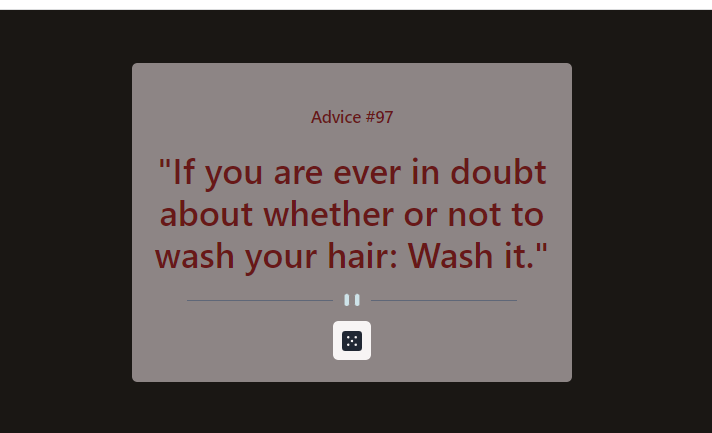 Advice #97
"If you are ever in doubt
about whether or not to
wash your hair: Wash it."